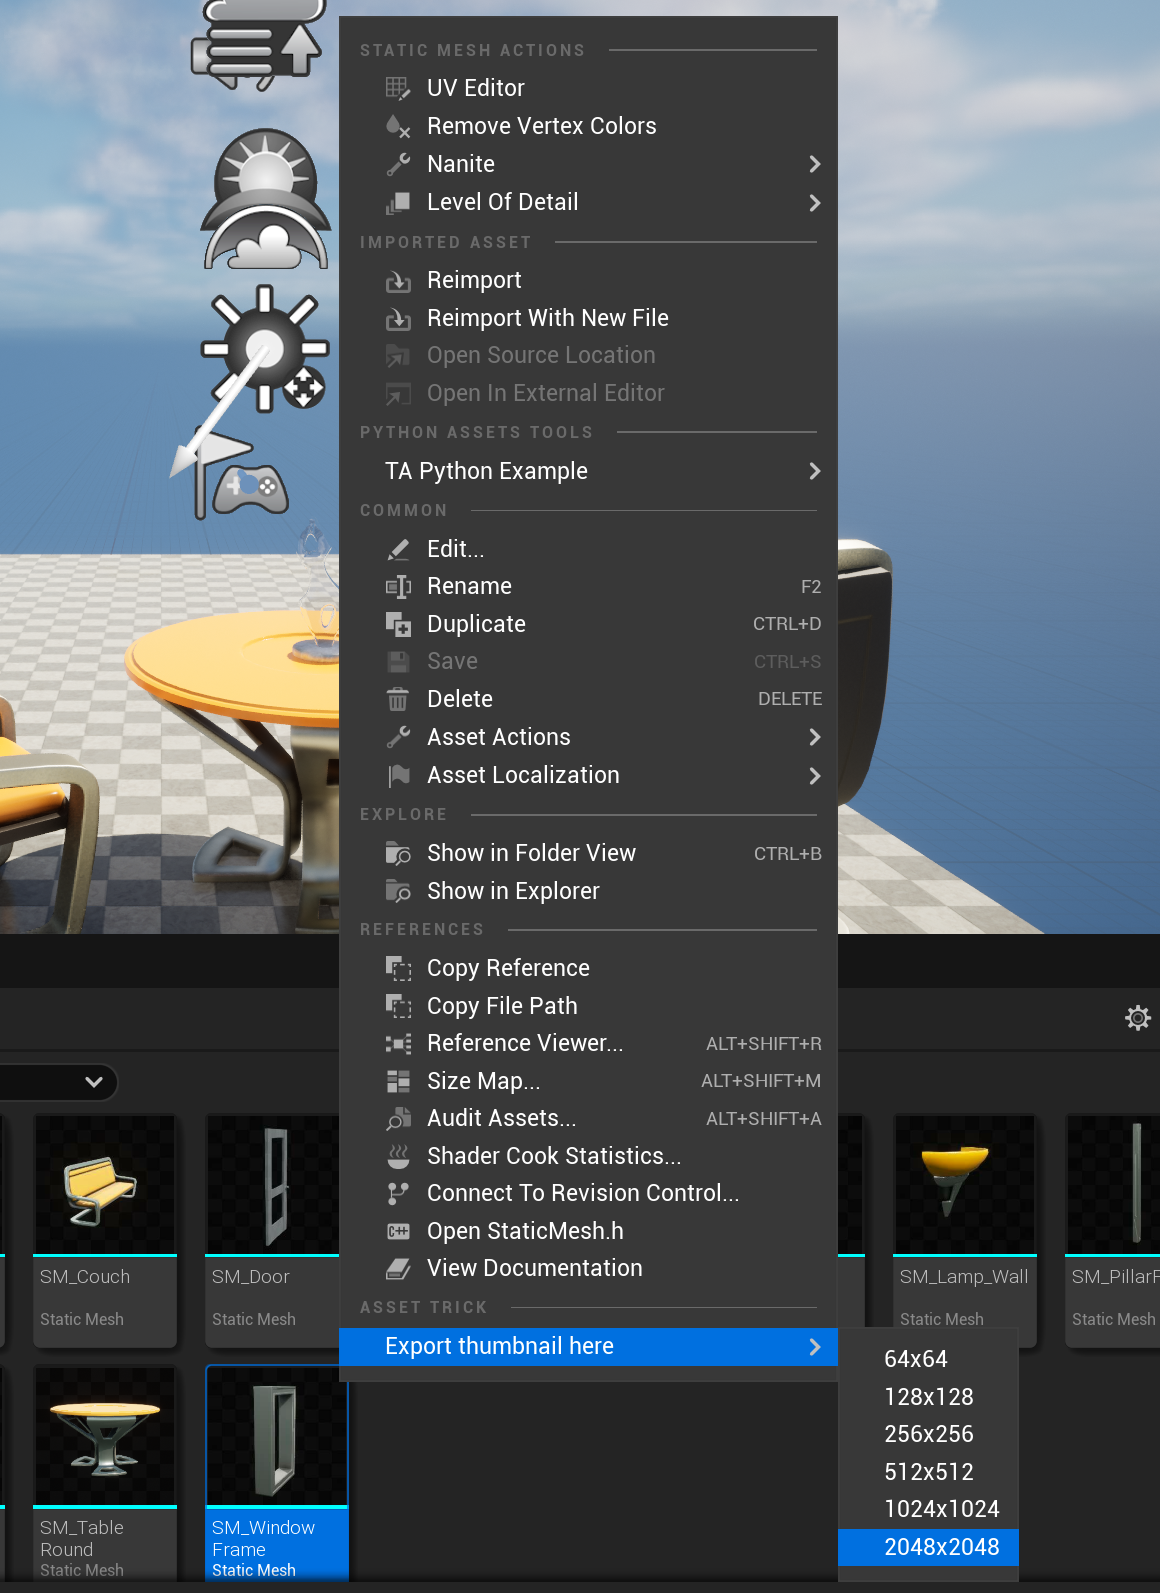 STATIC MESH ACTIONS
UV Editor
Remove Vertex Colors
Nanite
Level Of Detail
IMPORTED ASSET
Reimport
Reimport With New File
Open Source Location
Open In External Editor
PYTHON ASSETS TOOLS
TA Python Example
COMMON
Edit...
Rename F2
Duplicate CTRL+D
Save CTRL+S
Delete DELETE
Asset Actions
Asset Localization
EXPLORE
Show in Folder View CTRL+B
Show in Explorer
REFERENCES
Copy Reference
Copy File Path
Reference Viewer... ALT+SHIFT+R
Size Map... ALT+SHIFT+M
Audit Assets... ALT+SHIFT+A
Shader Cook Statistics...
Connect To Revision Control...
C++
Open StaticMesh.h
View Documentation
ASSET TRICK
Export thumbnail here
64x64
128x128
256x256
512x512
1024x1024
2048x2048
SM_Couch
Static Mesh
SM_Door
Static Mesh
SM_Lamp_Wall
Static Mesh
SM_Pillar
Static Mesh
SM_Table
Round
Static Mesh
SM_Window
Frame
Static Mesh